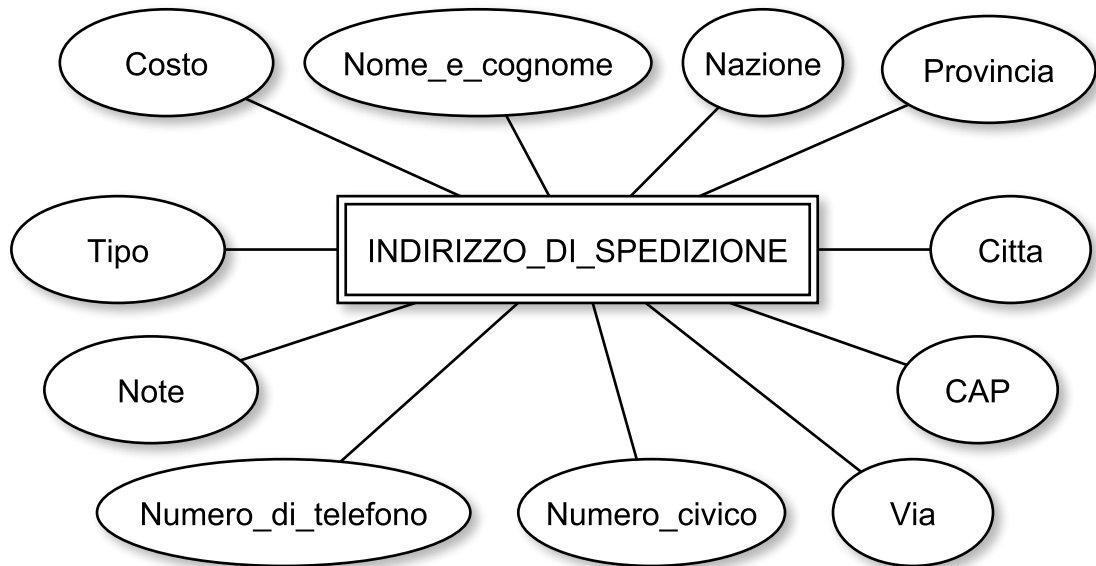 Costo
Nome_e_cognome
Nazione
Provincia
Tipo
INDIRIZZO_DI_SPEDIZIONE
Citta
Note
CAP
Numero_di_telefono
Numero_civico
Via